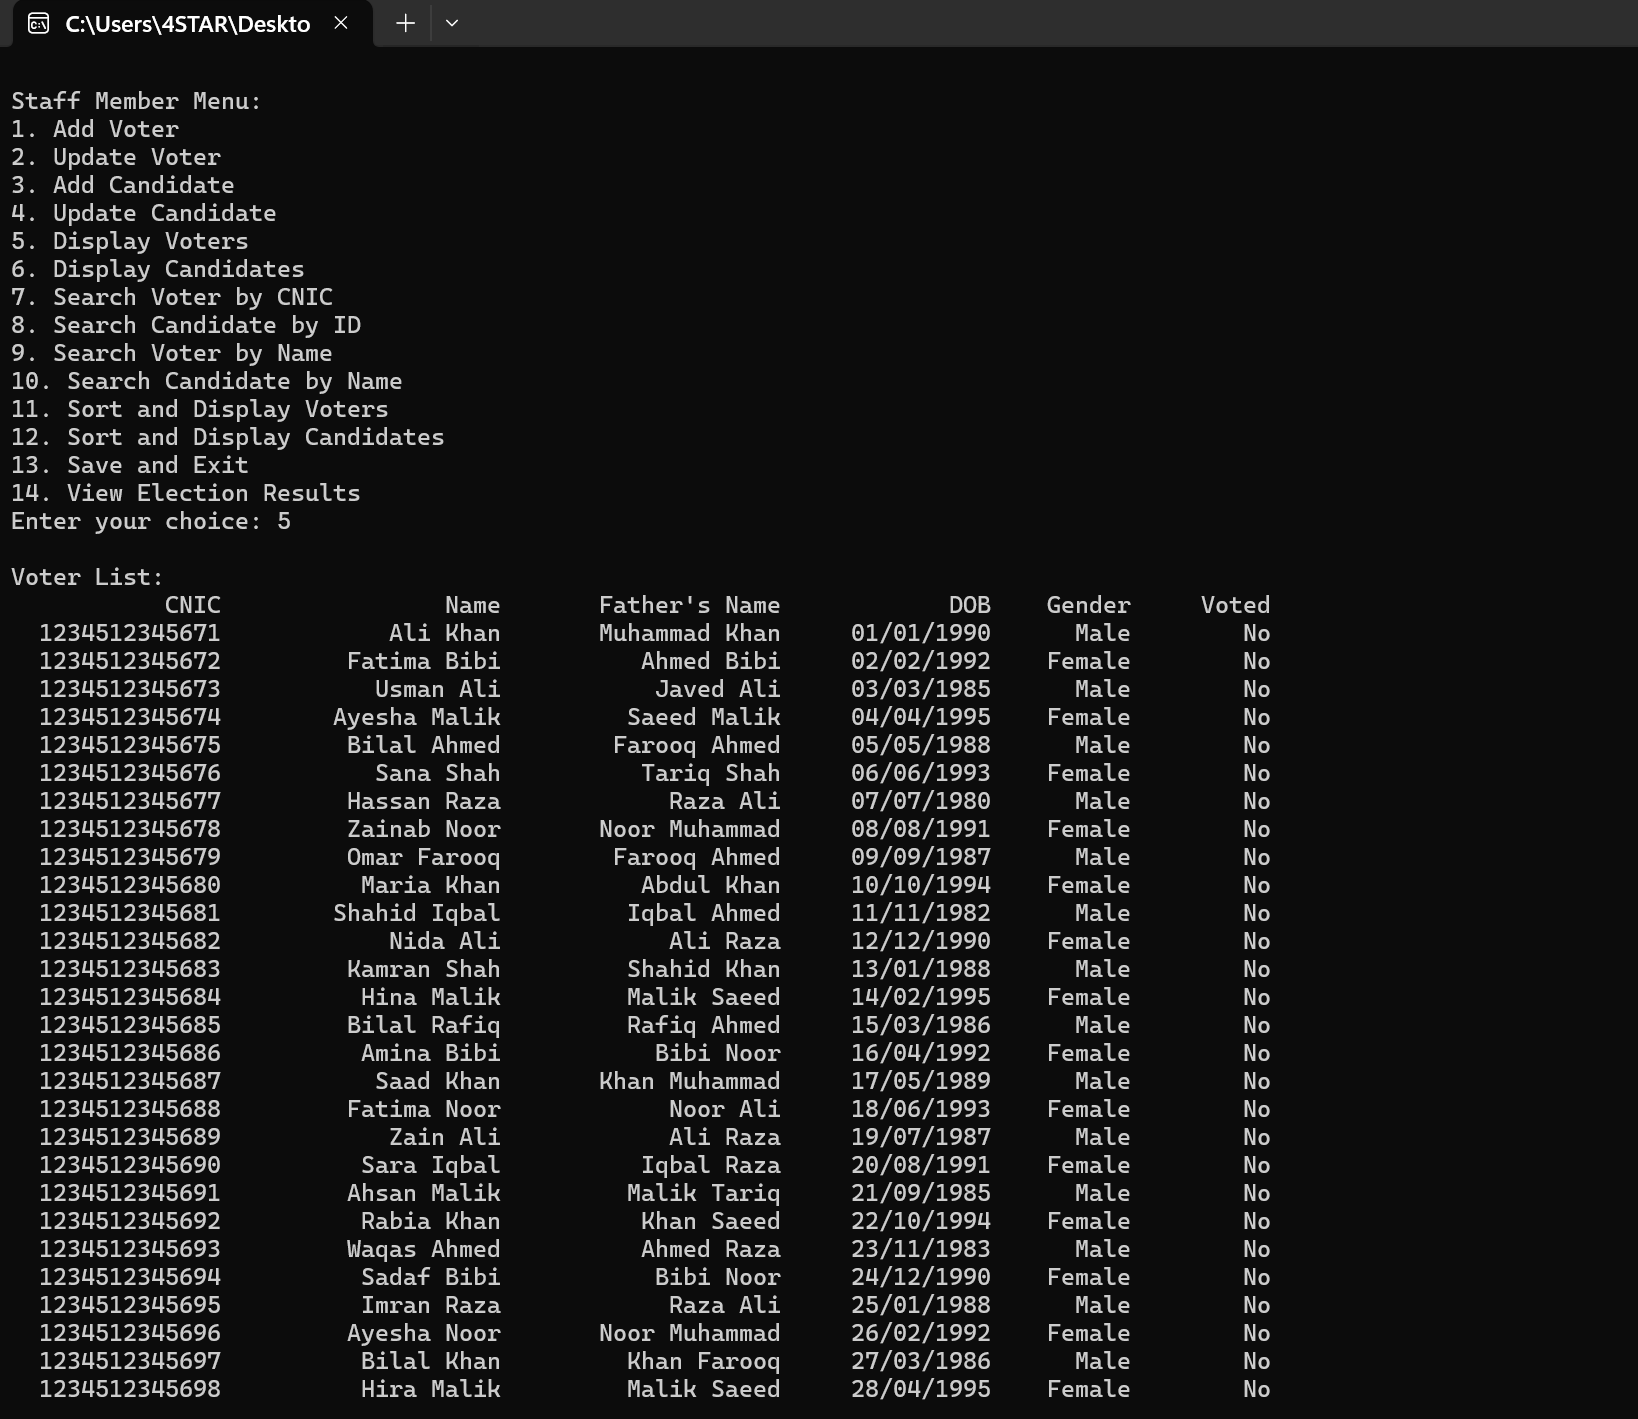 C:\Users\4STAR\Deskto
Staff Member Menu:
1. Add Voter
2. Update Voter
3. Add Candidate
4. Update Candidate
5. Display Voters
6. Display Candidates
7. Search Voter by CNIC
8. Search Candidate by ID
9. Search Voter by Name
10. Search Candidate by Name
11. Sort and Display Voters
12. Sort and Display Candidates
13. Save and Exit
14. View Election Results
Enter your choice: 5
Voter List:
CNIC Name Father's Name DOB Gender Voted
1234512345671 Ali Khan Muhammad Khan 01/01/1990 Male No
1234512345672 Fatima Bibi Ahmed Bibi 02/02/1992 Female No
1234512345673 Usman Ali Javed Ali 03/03/1985 Male No
1234512345674 Ayesha Malik Saeed Malik 04/04/1995 Female No
1234512345675 Bilal Ahmed Farooq Ahmed 05/05/1988 Male No
1234512345676 Sana Shah Tariq Shah 06/06/1993 Female No
1234512345677 Hassan Raza Raza Ali 07/07/1980 Male No
1234512345678 Zainab Noor Noor Muhammad 08/08/1991 Female No
1234512345679 Omar Farooq Farooq Ahmed 09/09/1987 Male No
1234512345680 Maria Khan Abdul Khan 10/10/1994 Female No
1234512345681 Shahid Iqbal Iqbal Ahmed 11/11/1982 Male No
1234512345682 Nida Ali Ali Raza 12/12/1990 Female No
1234512345683 Kamran Shah Shahid Khan 13/01/1988 Male No
1234512345684 Hina Malik Malik Saeed 14/02/1995 Female No
1234512345685 Bilal Rafiq Rafiq Ahmed 15/03/1986 Male No
1234512345686 Amina Bibi Bibi Noor 16/04/1992 Female No
1234512345687 Saad Khan Khan Muhammad 17/05/1989 Male No
1234512345688 Fatima Noor Noor Ali 18/06/1993 Female No
1234512345689 Zain Ali Ali Raza 19/07/1987 Male No
1234512345690 Sara Iqbal Iqbal Raza 20/08/1991 Female No
1234512345691 Ahsan Malik Malik Tariq 21/09/1985 Male No
1234512345692 Rabia Khan Khan Saeed 22/10/1994 Female No
1234512345693 Waqas Ahmed Ahmed Raza 23/11/1983 Male No
1234512345694 Sadaf Bibi Bibi Noor 24/12/1990 Female No
1234512345695 Imran Raza Raza Ali 25/01/1988 Male No
1234512345696 Ayesha Noor Noor Muhammad 26/02/1992 Female No
1234512345697 Bilal Khan Khan Farooq 27/03/1986 Male No
1234512345698 Hira Malik Malik Saeed 28/04/1995 Female No